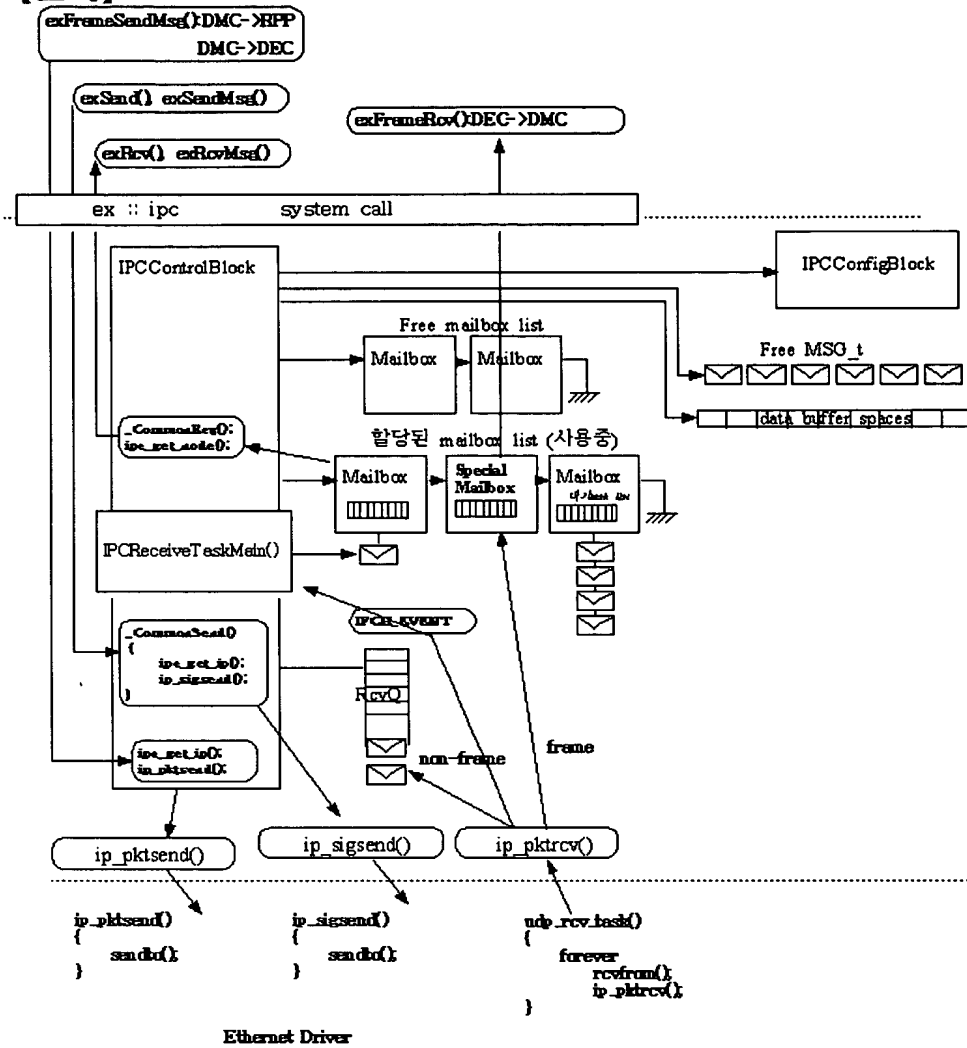 exFrameSendMsg():DMC->RPP
DMC->DEC
exSend(), exSendMsg()
exFrameRcv():DEC->DMC
exRcv(), exRcvMsg()
ex :: ipc system call
IPCControlBlock
IPCConfigBlock
Free mailbox list
Mailbox
Mailbox
Free MSG_t
data buffer spaces
_CommonRcv();
ipc_get_node();
할당된 mailbox list (사용중)
Mailbox
Special
Mailbox
Mailbox
IPCReceiveTaskMain()
IPCB_EVENT
_CommonSend()
{
ipc_get_ip();
ip_sigsend();
}
RcvQ
ipc_get_ip();
ip_pktsend();
non-frame
frame
ip_pktsend()
ip_sigsend()
ip_pktrcv()
ip_pktsend()
{
sendto();
}
ip_sigsend()
{
sendto();
}
udp_rcv_task()
{
forever
rcvfrom();
ip_pktrcv();
}
Ethernet Driver